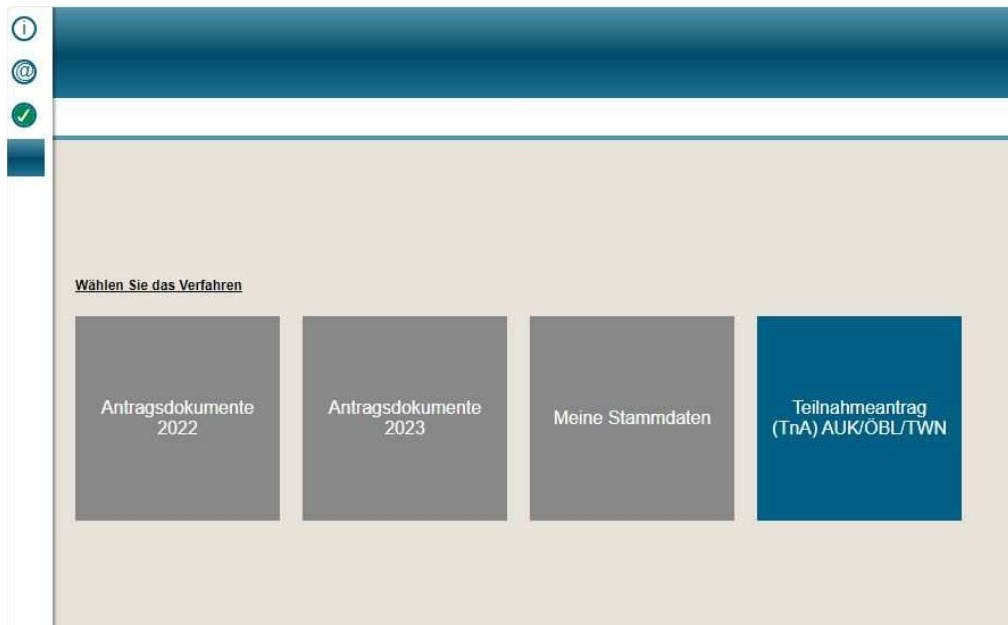 Wählen Sie das Verfahren
Antragsdokumente
2022
Antragsdokumente
2023
Meine Stammdaten
Teilnahmeantrag
(TnA) AUK/ÖBL/TWN